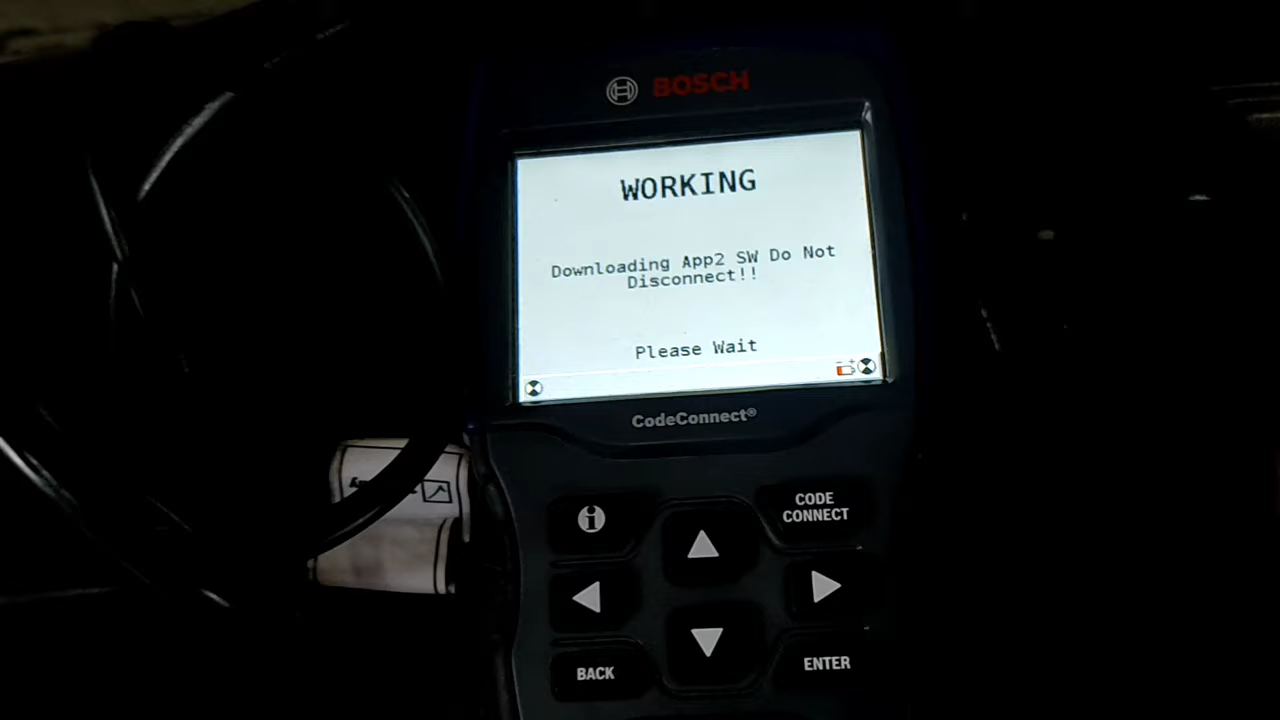 BOSCH
WORKING
Downloading App2 SW Do Not
Disconnect!!
Please Wait
CodeConnect®
CODE
CONNECT
BACK
ENTER